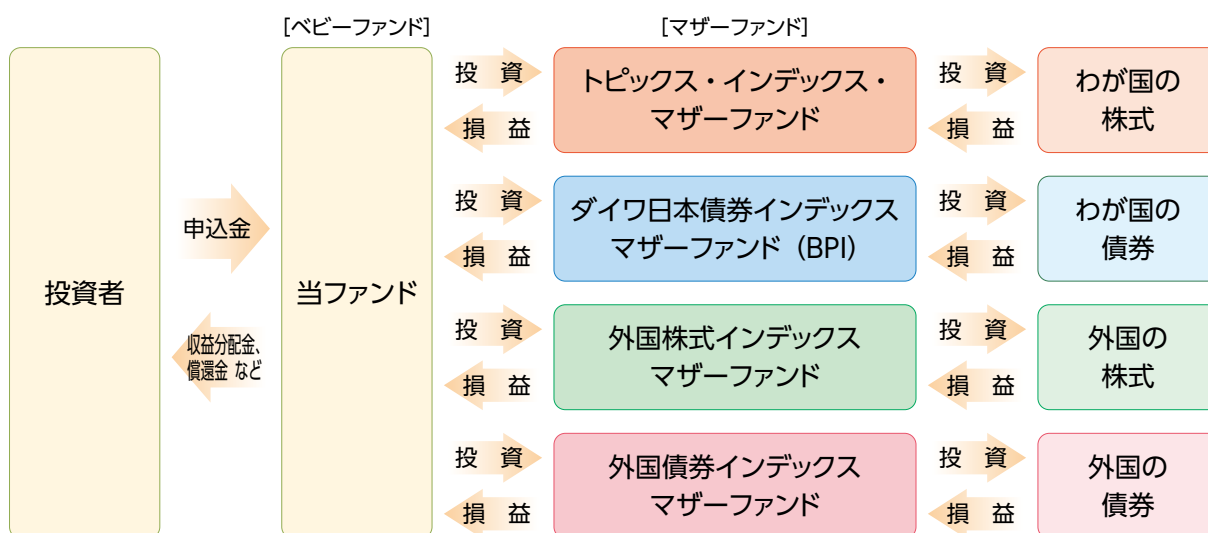 [ベビーファンド]
[マザーファンド]
投資者
申込金
収益分配金、
償還金 など
当ファンド
投 資
損 益
トピックス・インデックス・
マザーファンド
投 資
損 益
わが国の
株式
投 資
損 益
ダイワ日本債券インデックス
マザーファンド（BPI）
投 資
損 益
わが国の
債券
投 資
損 益
外国株式インデックス
マザーファンド
投 資
損 益
外国の
株式
投 資
損 益
外国債券インデックス
マザーファンド
投 資
損 益
外国の
債券